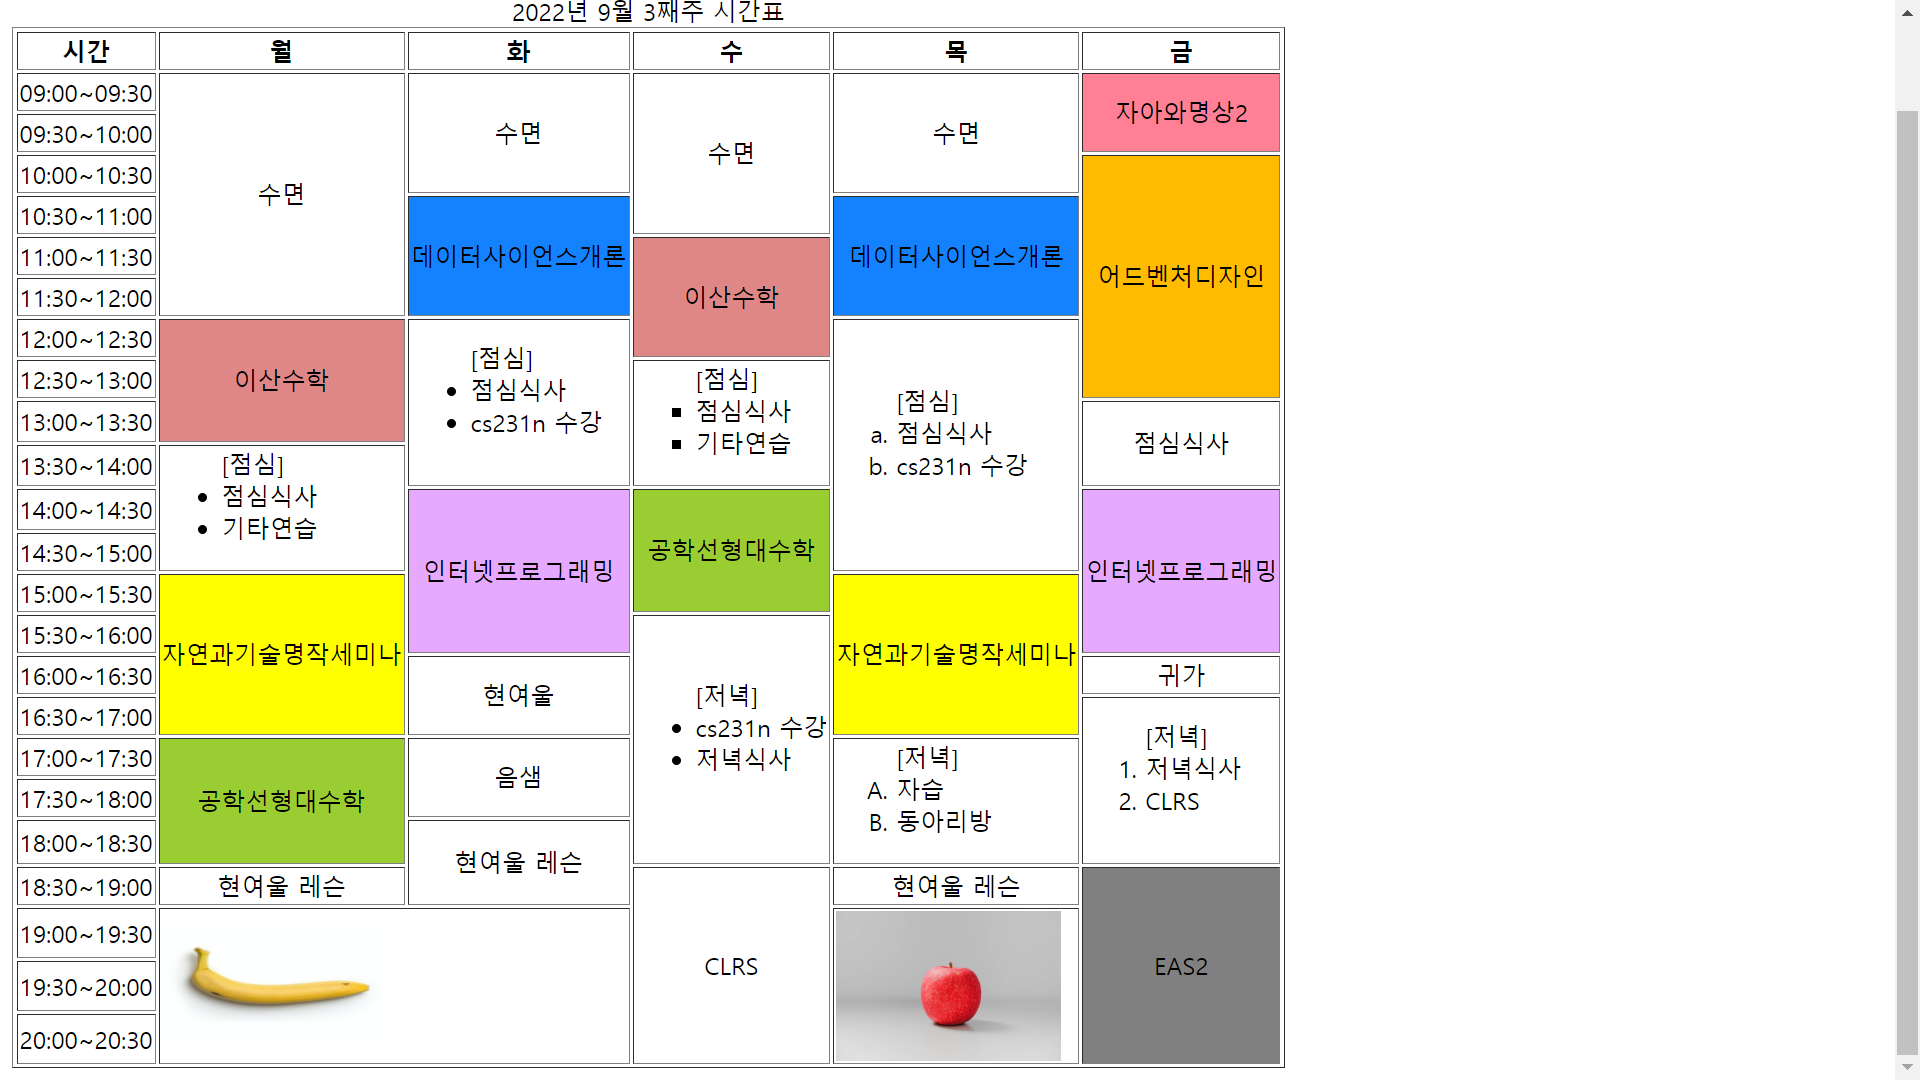 2022년 9월 3째주 시간표
시간 월 화 수 목 금
09:00~09:30 수면 수면 수면 수면 자아와명상2
09:30~10:00
10:00~10:30 어드벤처디자인
10:30~11:00 데이터사이언스개론 데이터사이언스개론
11:00~11:30 이산수학
11:30~12:00
12:00~12:30 이산수학
[점심]
점심식사
cs231n 수강
[점심]
a. 점심식사
b. cs231n 수강
12:30~13:00
[점심]
점심식사
기타연습
13:00~13:30 점심식사
13:30~14:00
[점심]
점심식사
기타연습
14:00~14:30 인터넷프로그래밍 공학선형대수학 인터넷프로그래밍
14:30~15:00
15:00~15:30 자연과기술명작세미나 자연과기술명작세미나
15:30~16:00
[저녁]
cs231n 수강
저녁식사
16:00~16:30 현여울 귀가
16:30~17:00
[저녁]
1. 저녁식사
2. CLRS
17:00~17:30 공학선형대수학 음샘
[저녁]
A. 자습
B. 동아리방
17:30~18:00
18:00~18:30 현여울 레슨
18:30~19:00 현여울 레슨 CLRS 현여울 레슨 EAS2
19:00~19:30
19:30~20:00
20:00~20:30